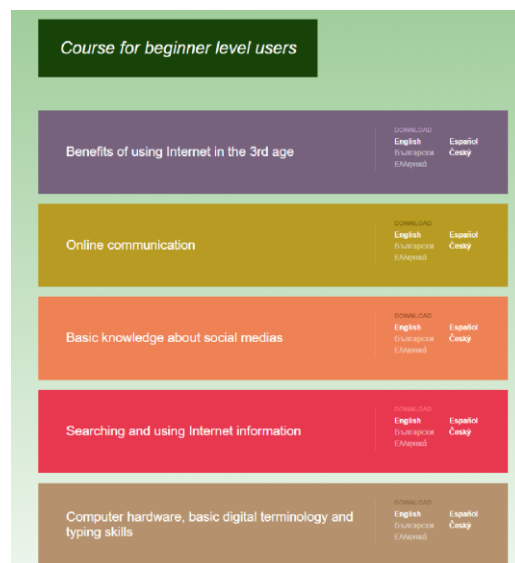 Course for beginner level users
Benefits of using Internet in the 3rd age
DOWNLOAD
English Español
Български Český
Ελληνικά
Online communication
DOWNLOAD
English Español
Български Český
Ελληνικά
Basic knowledge about social medias
DOWNLOAD
English Español
Български Český
Ελληνικά
Searching and using Internet information
DOWNLOAD
English Español
Български Český
Ελληνικά
Computer hardware, basic digital terminology and
typing skills
DOWNLOAD
English Español
Български Český
Ελληνικά